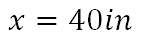 x = 40in